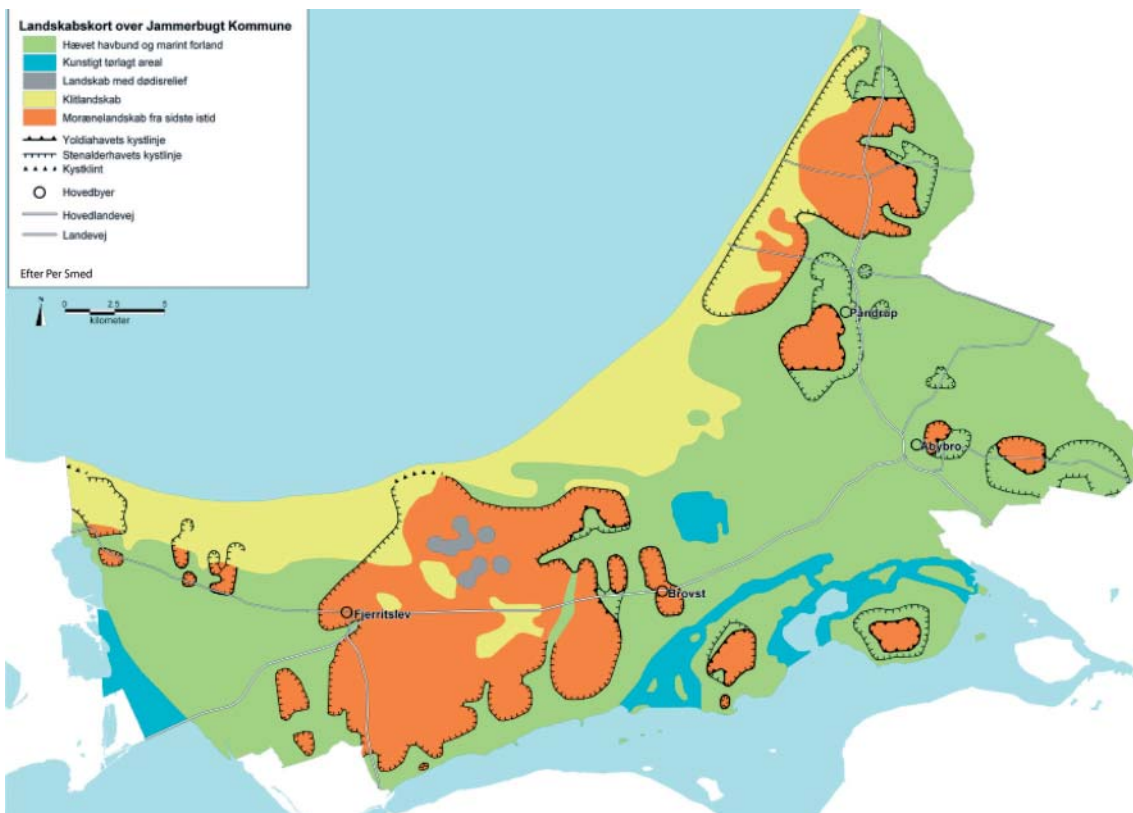 Landskabskort over Jammerbugt Kommune
Hævet havbund og marint forland
Kunstigt tørlagt areal
Landskab med dødisrelief
Klitlandskab
Morænelandskab fra sidste istid
Yoldiahavets kystlinje
Stenalderhavets kystlinje
Kystklint
Hovedbyer
Hovedlandevej
Landevej
Efter Per Smed
N
0 2,5 5
kilometer
Pandrup
Åbybro
Brovst
Fjerritslev